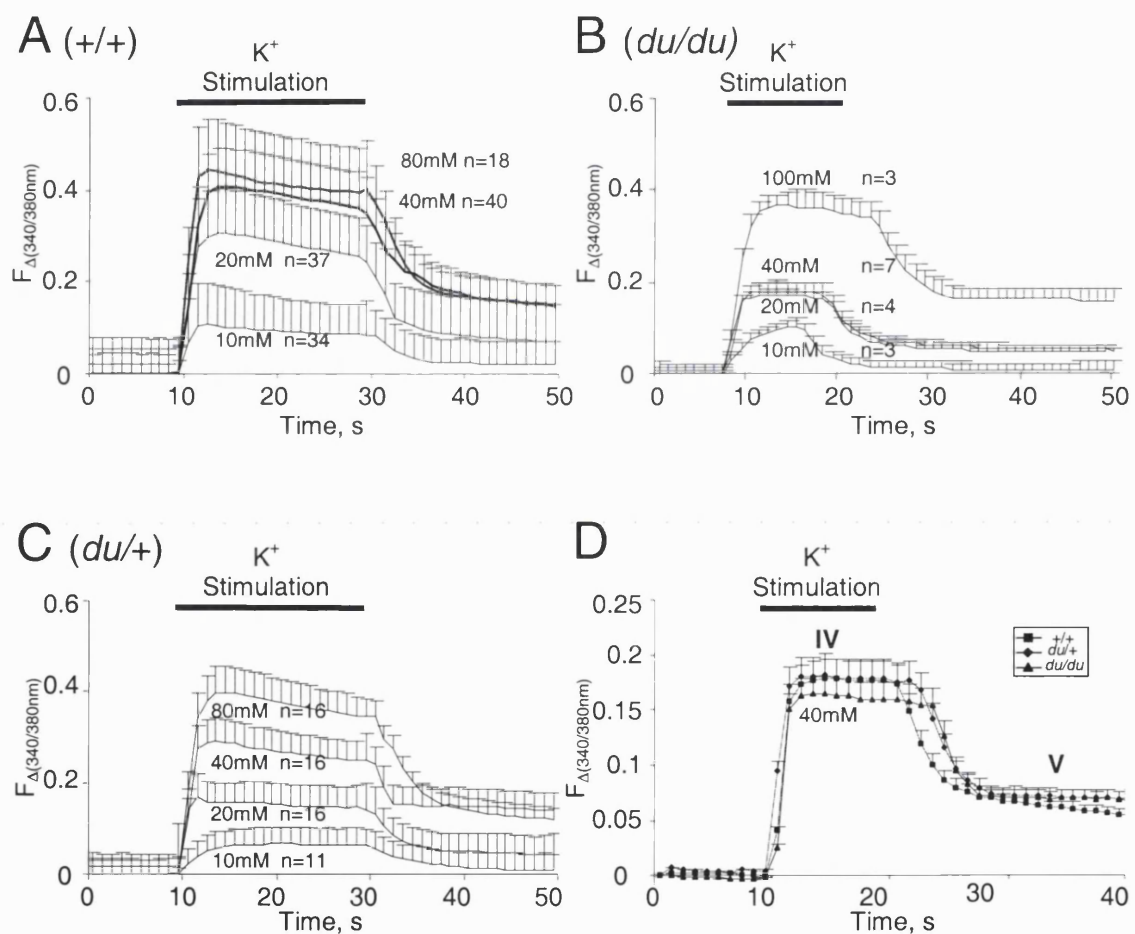 A (+/+)
K+
Stimulation
0.6
0.4
0.2
0
FΔ(340/380nm)
80mM n=18
40mM n=40
20mM n=37
10mM n=34
0 10 20 30 40 50
Time, s
B (du/du)
K+
Stimulation
0.6
0.4
0.2
0
FΔ(340/380nm)
100mM n=3
40mM n=7
20mM n=4
10mM n=3
0 10 20 30 40 50
Time, s
C (du/+)
K+
Stimulation
0.6
0.4
0.2
0
FΔ(340/380nm)
80mM n=16
40mM n=16
20mM n=16
10mM n=11
0 10 20 30 40 50
Time, s
D
K+
Stimulation
0.25
0.2
0.15
0.1
0.05
0
FΔ(340/380nm)
IV
40mM
V
+/+
du/+
du/du
0 10 20 30 40
Time, s